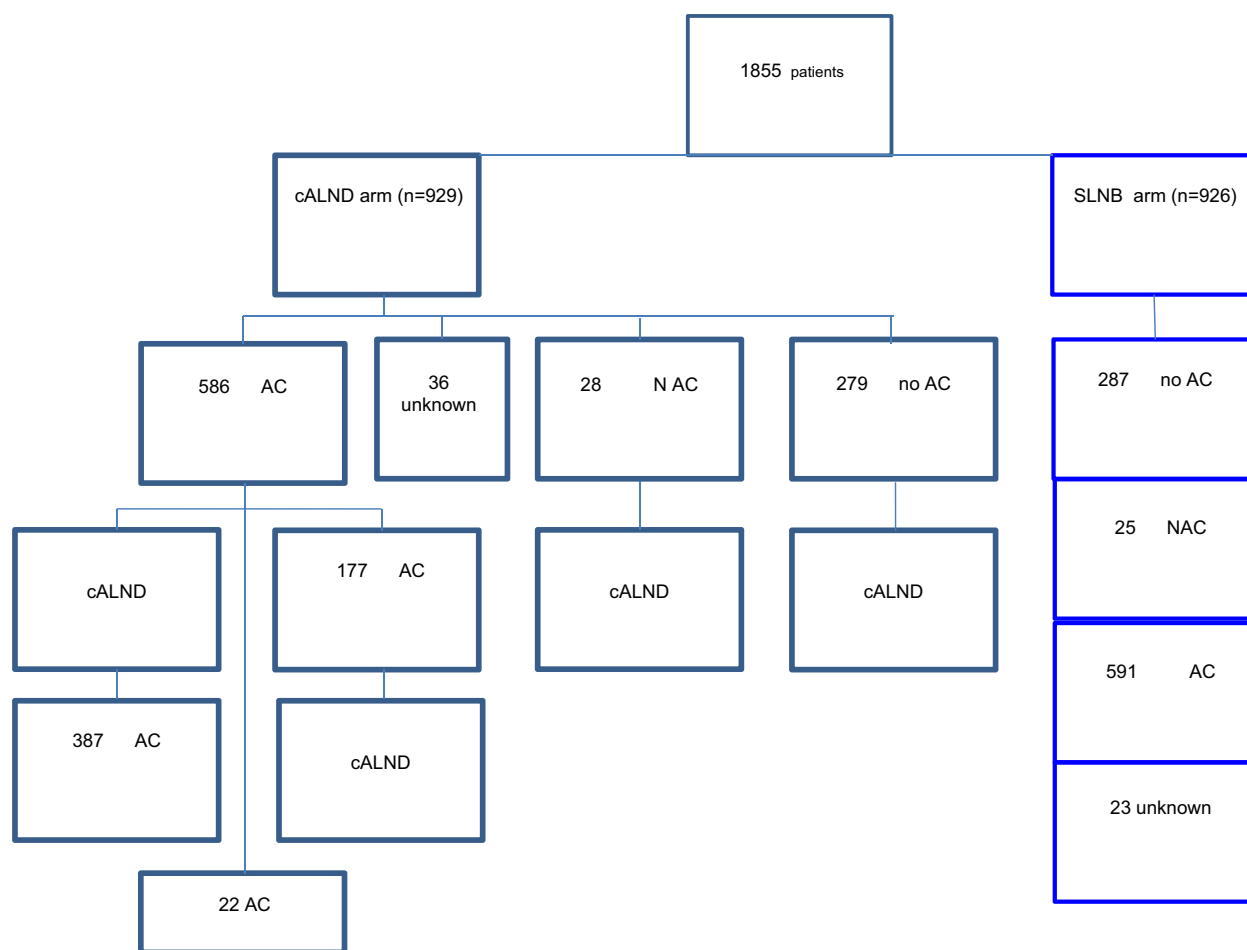 1855 patients
cALND arm (n=929)
SLNB arm (n=926)
586 AC
36
unknown
28 N AC
279 no AC
287 no AC
cALND
177 AC
cALND
cALND
25 NAC
387 AC
cALND
591 AC
23 unknown
22 AC